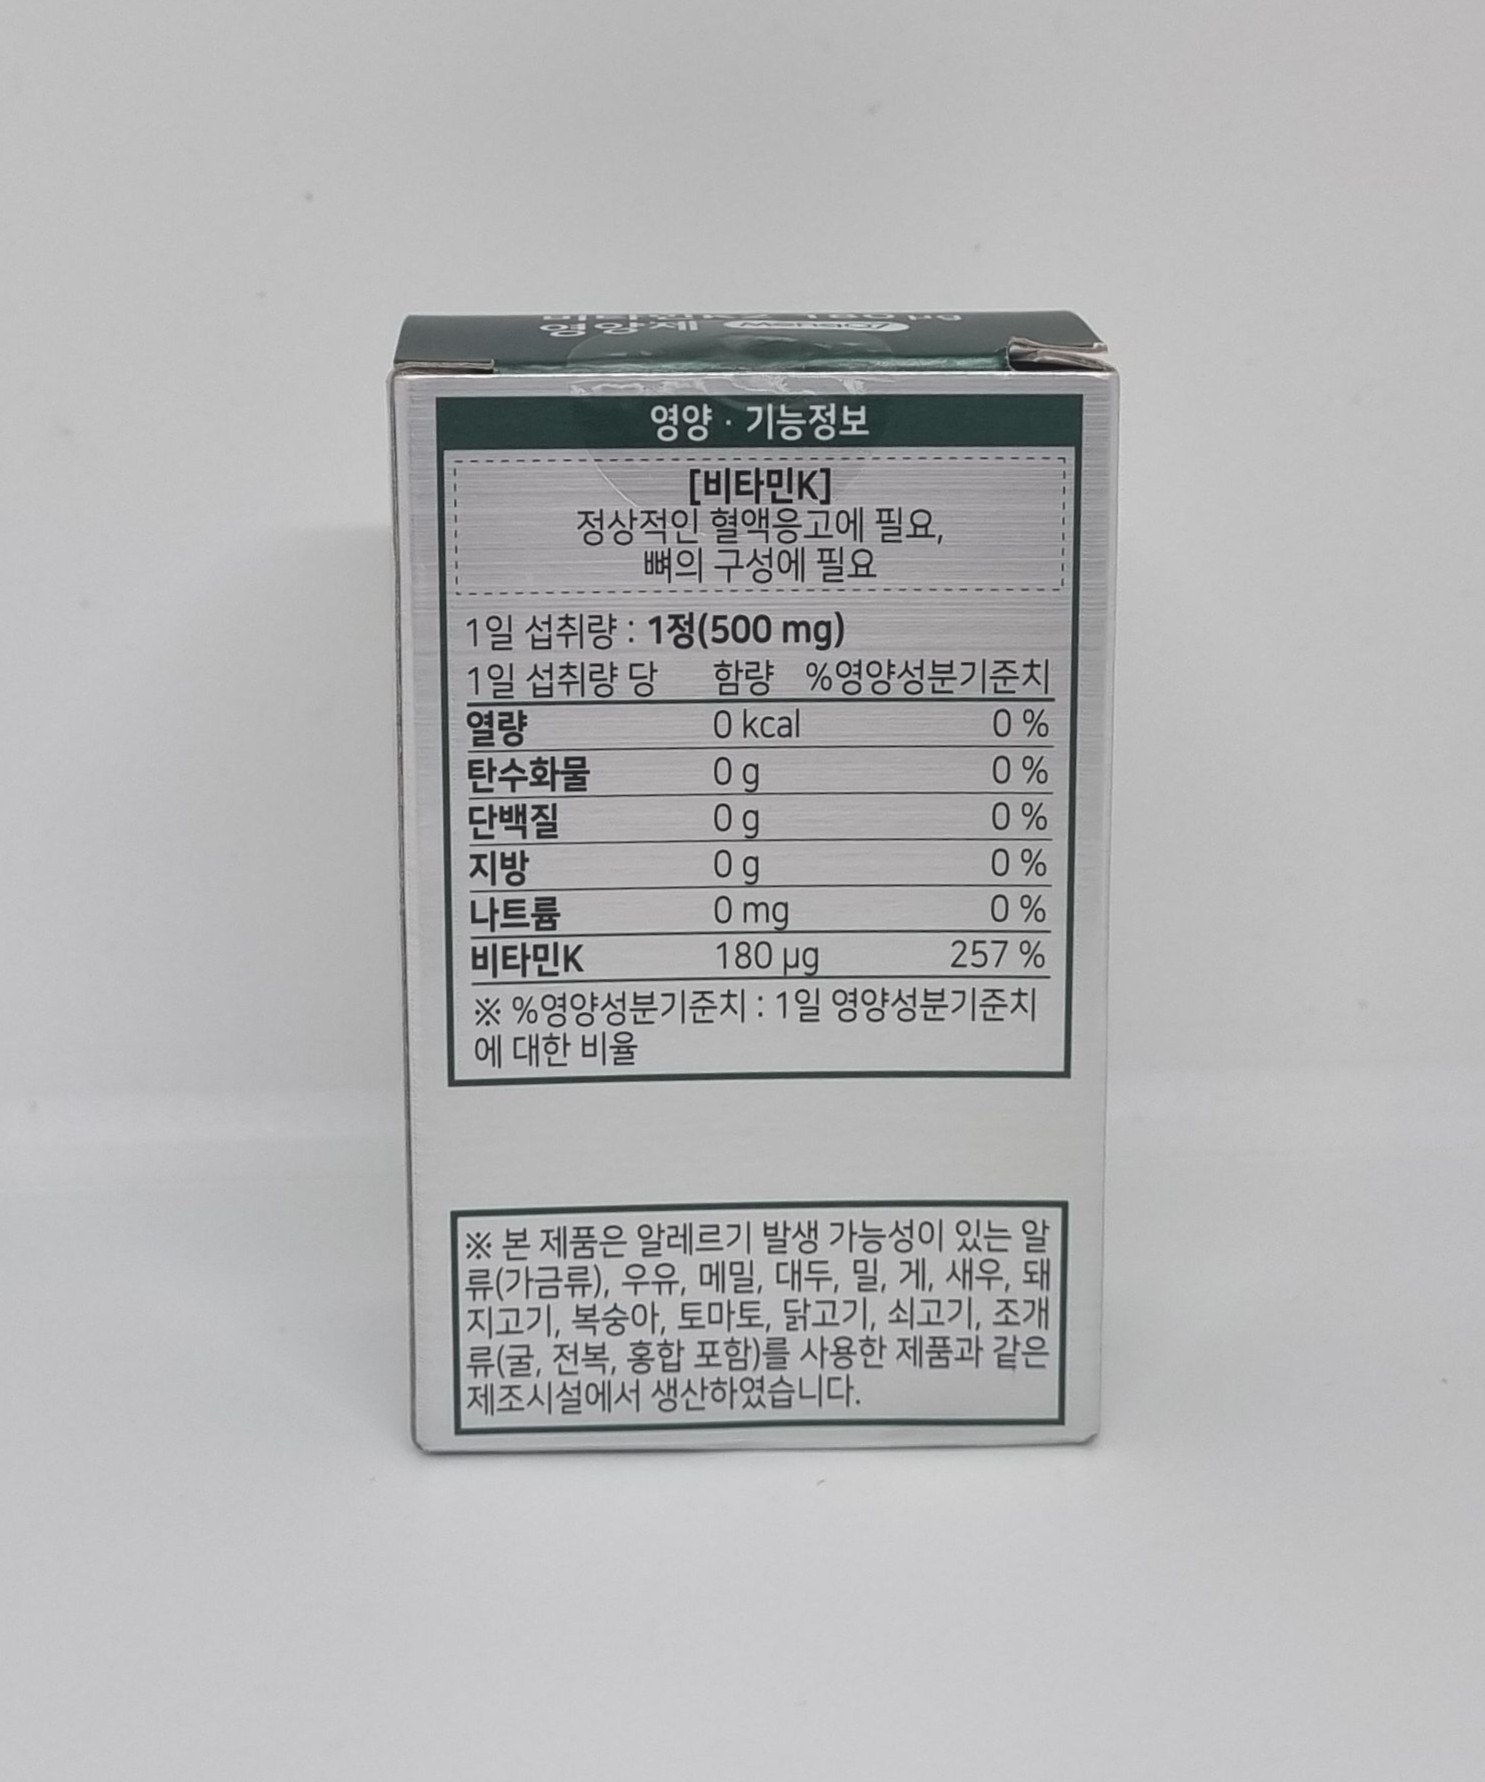 영양제
영양 · 기능정보
[비타민K]
정상적인 혈액응고에 필요,
뼈의 구성에 필요
1일 섭취량 : 1정(500 mg)
1일 섭취량 당 함량 %영양성분기준치
열량 0 kcal 0 %
탄수화물 0 g 0 %
단백질 0 g 0 %
지방 0 g 0 %
나트륨 0 mg 0 %
비타민K 180 µg 257 %
※ %영양성분기준치 : 1일 영양성분기준치
에 대한 비율
※ 본 제품은 알레르기 발생 가능성이 있는 알
류(가금류), 우유, 메밀, 대두, 밀, 게, 새우, 돼
지고기, 복숭아, 토마토, 닭고기, 쇠고기, 조개
류(굴, 전복, 홍합 포함)를 사용한 제품과 같은
제조시설에서 생산하였습니다.